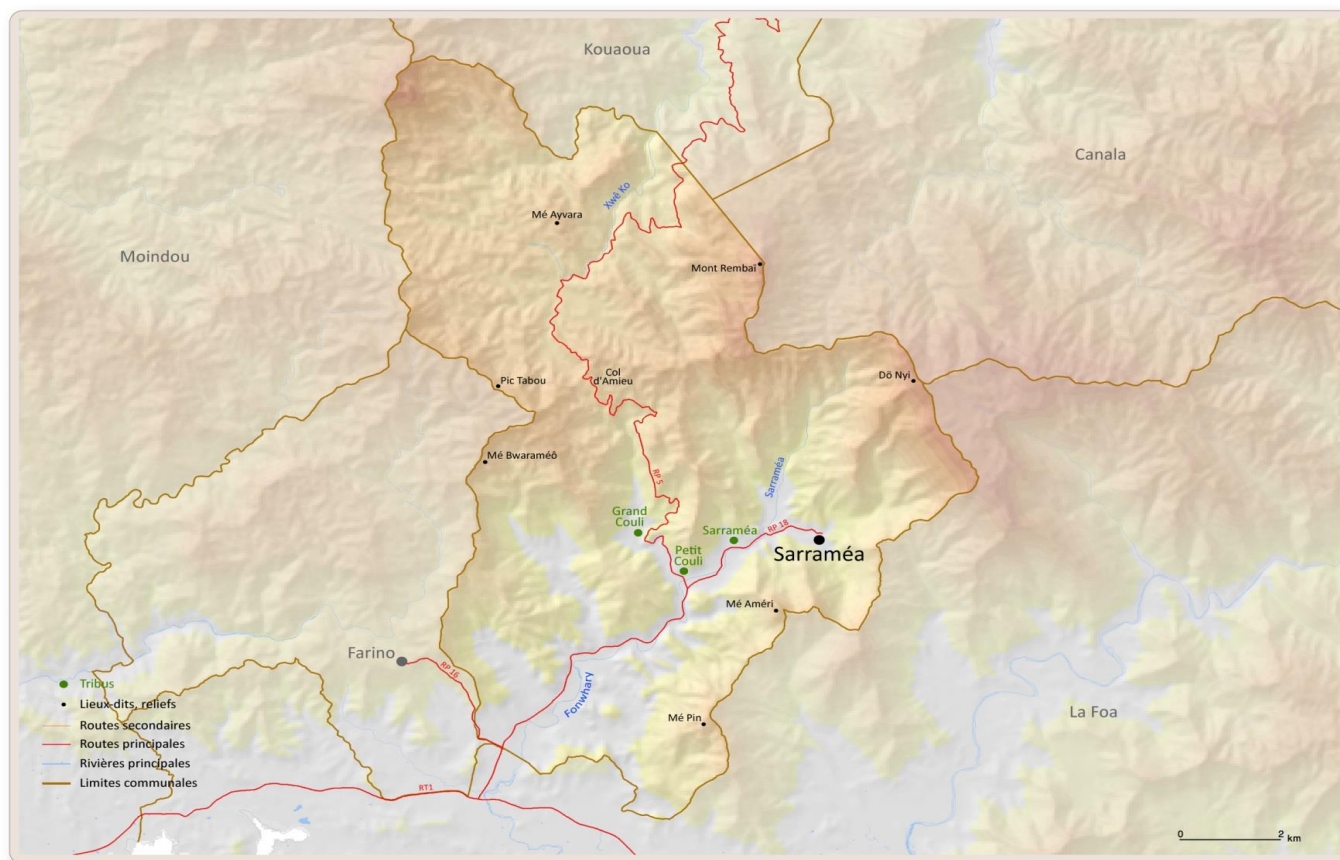 Kouaoua
Canala
Xwê Ko
Mé Ayvara
Moindou
Mont Rembaï
Dö Nyi
Col
d'Amieu
Pic Tabou
Mé Bwaraméô
RP 5
Sarraméa
Grand
Couli
Sarraméa
RP 18
Sarraméa
Petit
Couli
Mé Améri
Farino
RP 16
Fonwhary
Mé Pin
La Foa
Tribus
Lieux-dits, reliefs
Routes secondaires
Routes principales
Rivières principales
Limites communales
RT1
0 2 km